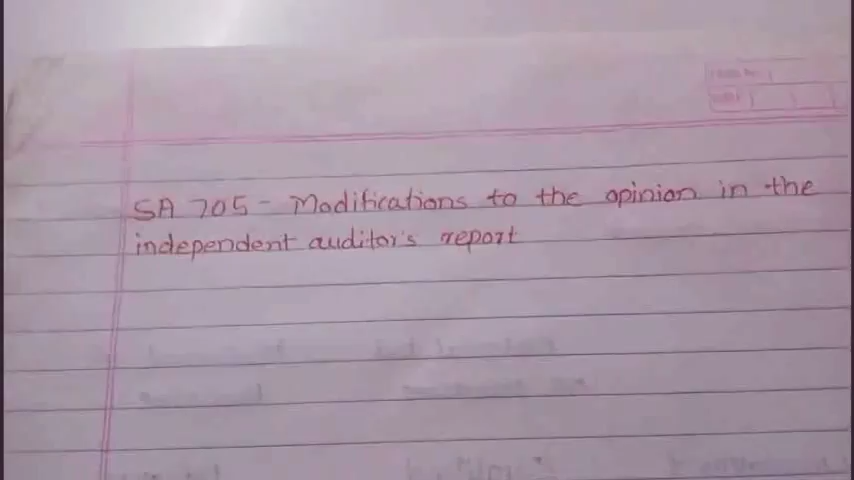 SA 705 - Modifications to the opinion in the
independent auditor's report